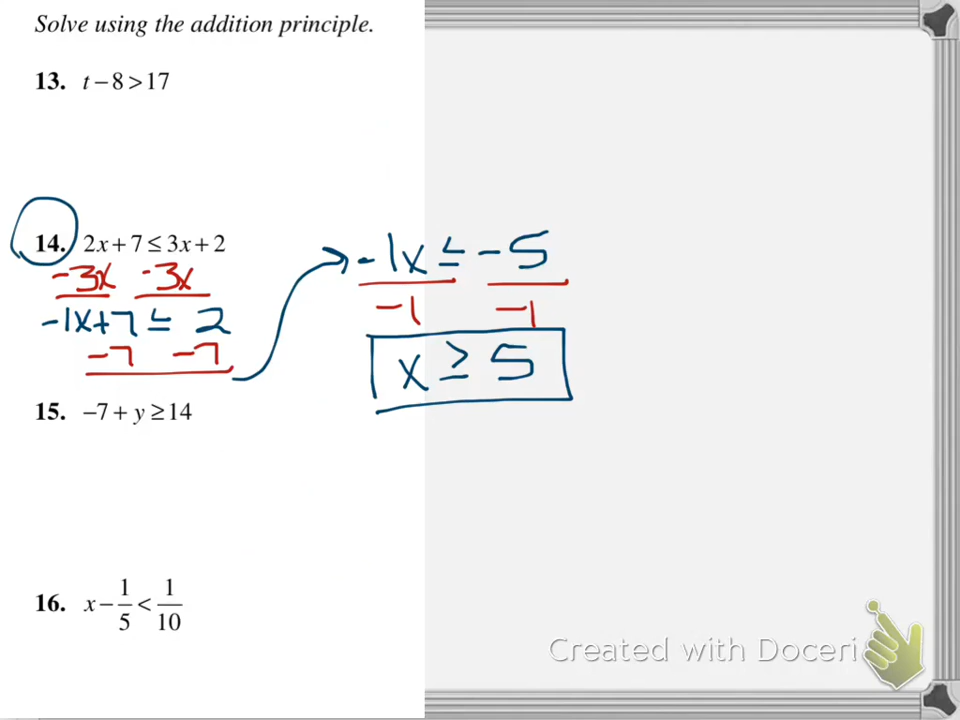 Solve using the addition principle.
13. t − 8 > 17
14. 2x + 7 ≤ 3x + 2
-3x -3x
-1x+7 ≤ 2
-7 -7
-1x ≤ -5
-1 -1
x ≥ 5
15. −7 + y ≥ 14
16. x − 1/5 < 1/10
Created with Doceri